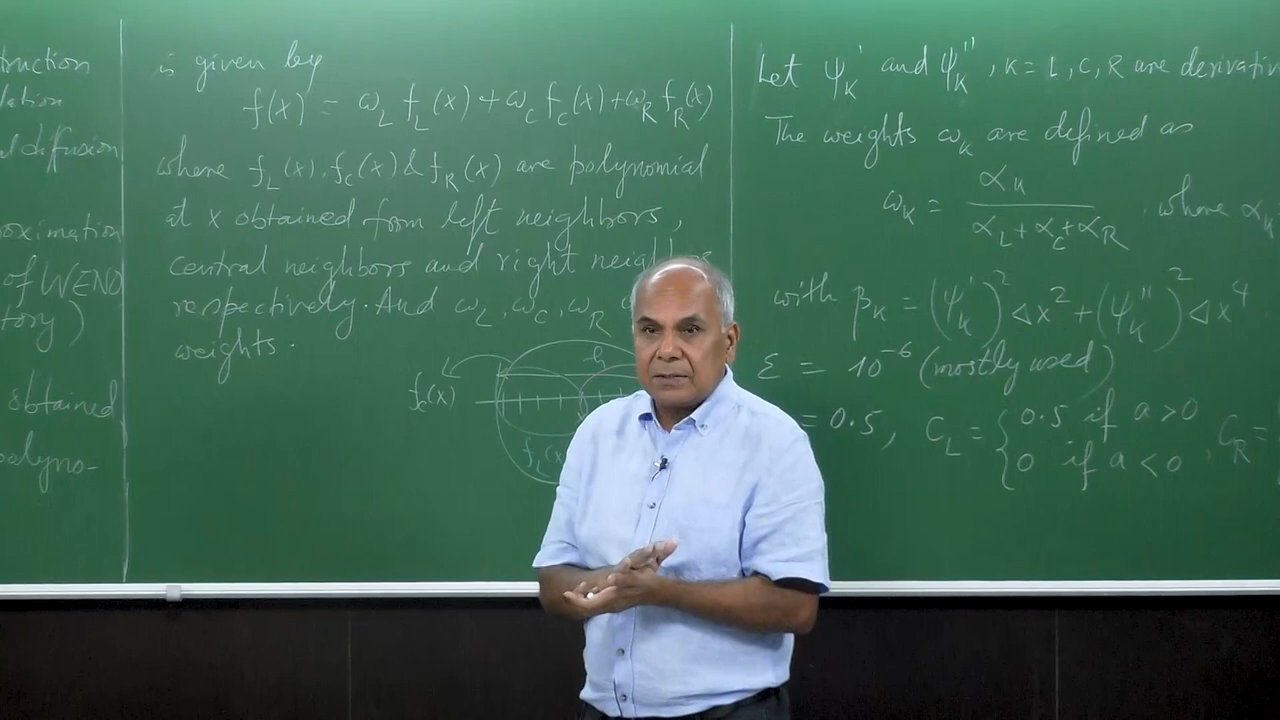 truction
lation
al diffusion
oximation
of WENO
tory )
obtained
polyno-
is given by
f(x) = ω_L f_L(x) + ω_C f_C(x) + ω_R f_R(x)
where f_L(x), f_C(x) & f_R(x) are polynomial
at x obtained from left neighbors,
central neighbors and right neigh
respectively. And ω_L, ω_C, ω_R
weights.
f_C(x)
f_L(x
Let ψ_K' and ψ_K'', K = L, C, R are derivativ
The weights ω_K are defined as
ω_K = α_K / (α_L + α_C + α_R), where α_K
with β_K = (ψ_K')² Δx² + (ψ_K'')² Δx⁴
ε = 10⁻⁶ (mostly used)
= 0.5, C_L = { 0.5 if a > 0
0 if a < 0, C_R =